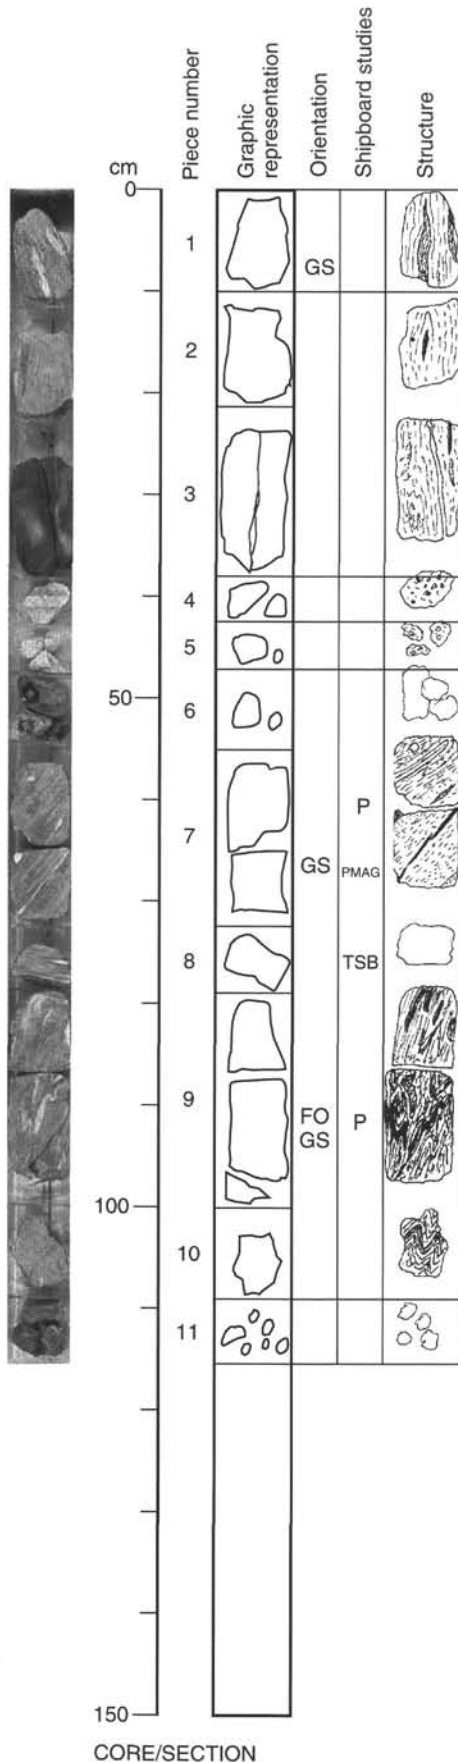 cm
Piece number
Graphic
representation
Orientation
Shipboard studies
Structure
0
1
GS
2
3
4
5
50
6
7
P
GS
PMAG
8
TSB
9
FO
GS
P
100
10
11
150
CORE/SECTION